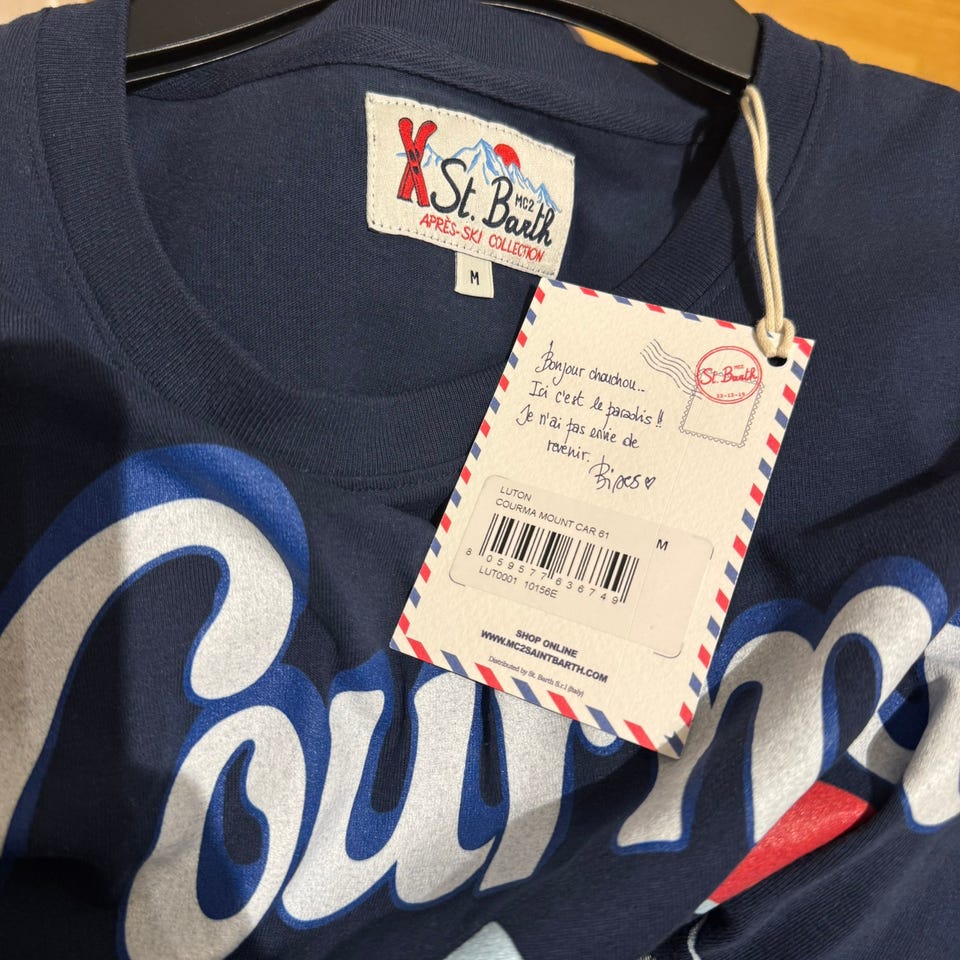 St. Barth
MC2
APRÈS-SKI COLLECTION
M
MC2
St. Barth
Bonjour chouchou...
Ici c'est le paradis !!
Je n'ai pas envie de
revenir.
Bises
LUTON
COURMA MOUNT CAR 61
M
8 059577 636749
LUT0001 10156E
SHOP ONLINE
WWW.MC2SAINTBARTH.COM
Distributed by St. Barth S.r.l (Italy)
Courma